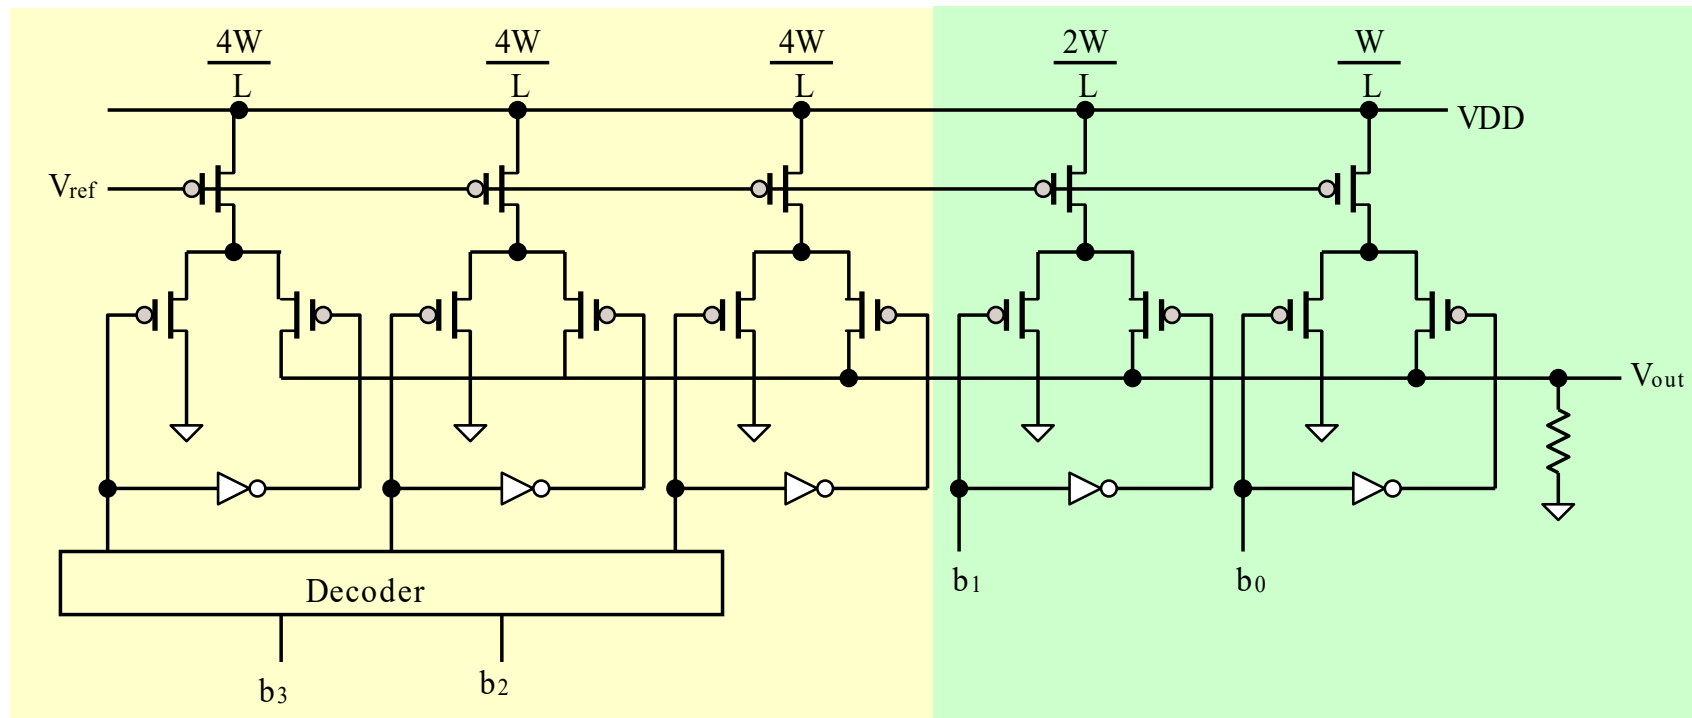 4W 4W 4W 2W W
L L L L L
VDD
Vref
Vout
b1 b0
Decoder
b3 b2